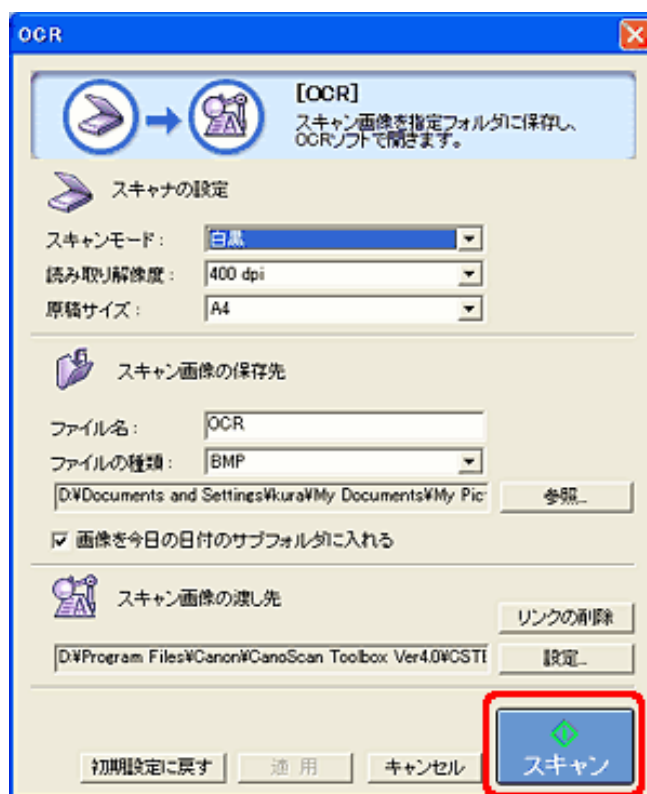 OCR
[OCR]
スキャン画像を指定フォルダに保存し、
OCRソフトで開きます。
スキャナの設定
スキャンモード： 白黒
読み取り解像度： 400 dpi
原稿サイズ： A4
スキャン画像の保存先
ファイル名： OCR
ファイルの種類： BMP
D:¥Documents and Settings¥kura¥My Documents¥My Pic 参照...
画像を今日の日付のサブフォルダに入れる
スキャン画像の渡し先
リンクの削除
D:¥Program Files¥Canon¥CanoScan Toolbox Ver4.0¥CSTE 設定...
初期設定に戻す 適 用 キャンセル スキャン